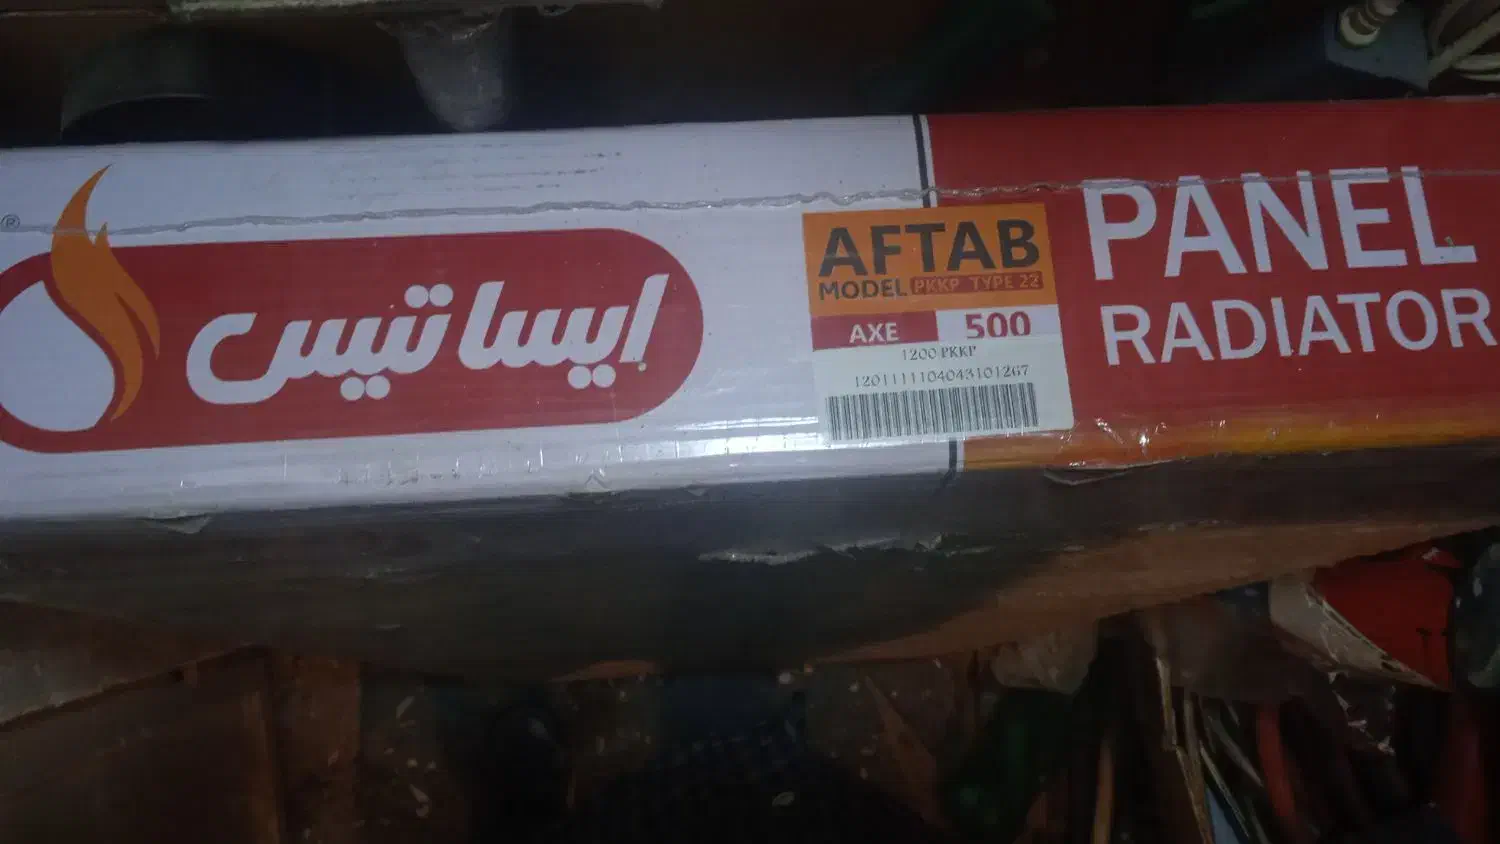 ®
ایساتیس
AFTAB
MODEL PKKP TYPE 22
AXE 500
1200 PKKP
1201111104043101267
PANEL
RADIATOR